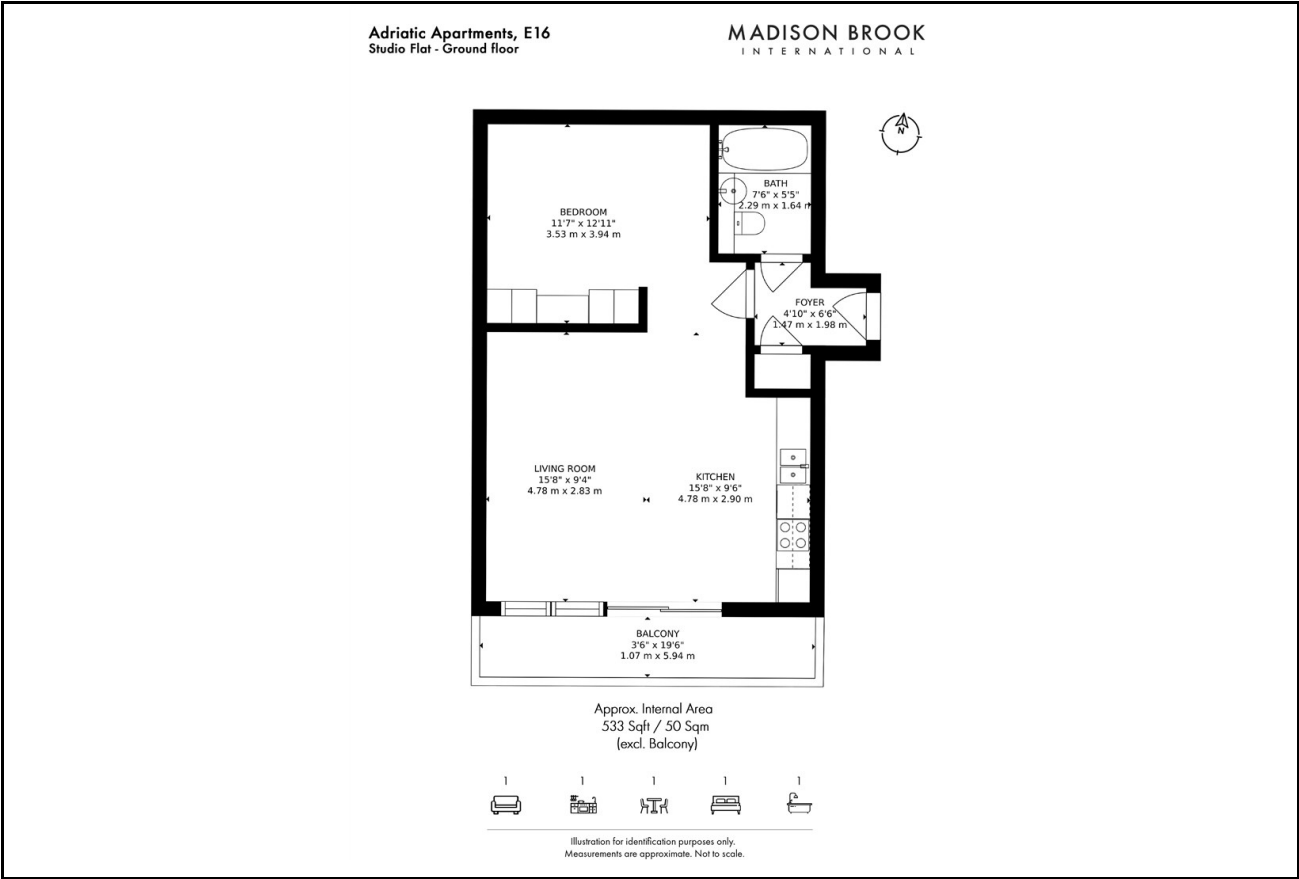 Adriatic Apartments, E16
Studio Flat - Ground floor
MADISON BROOK
INTERNATIONAL
N
BATH
7'6" x 5'5"
2.29 m x 1.64 m
BEDROOM
11'7" x 12'11"
3.53 m x 3.94 m
FOYER
4'10" x 6'6"
1.47 m x 1.98 m
LIVING ROOM
15'8" x 9'4"
4.78 m x 2.83 m
KITCHEN
15'8" x 9'6"
4.78 m x 2.90 m
BALCONY
3'6" x 19'6"
1.07 m x 5.94 m
Approx. Internal Area
533 Sqft / 50 Sqm
(excl. Balcony)
1 1 1 1 1
Illustration for identification purposes only.
Measurements are approximate. Not to scale.